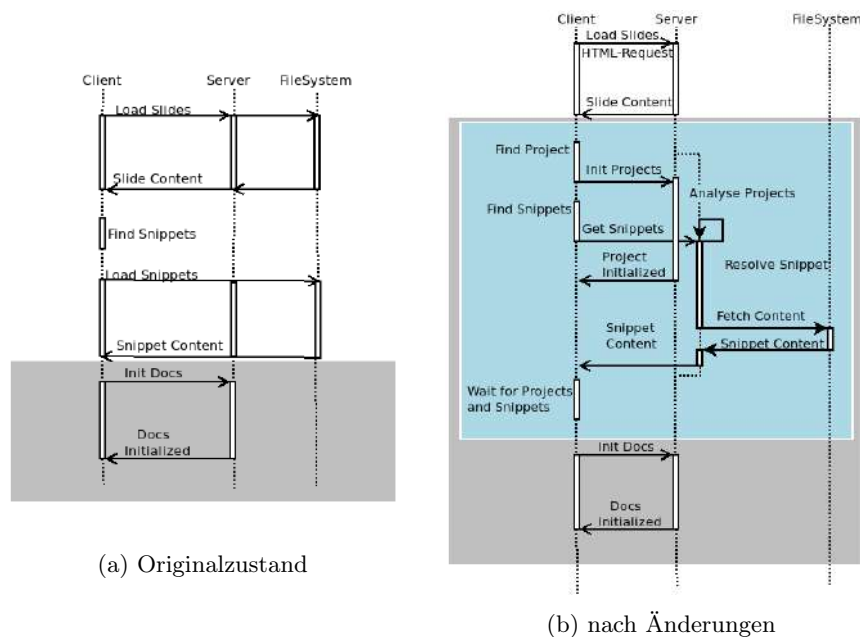 Client
Server
FileSystem
Load Slides
Slide Content
Find Snippets
Load Snippets
Snippet Content
Init Docs
Docs
Initialized
(a) Originalzustand
Client
Server
FileSystem
Load Slides
HTML-Request
Slide Content
Find Project
Init Projects
Analyse Projects
Find Snippets
Get Snippets
Project
Initialized
Resolve Snippet
Fetch Content
Snippet
Content
Snippet Content
Wait for Projects
and Snippets
Init Docs
Docs
Initialized
(b) nach Änderungen